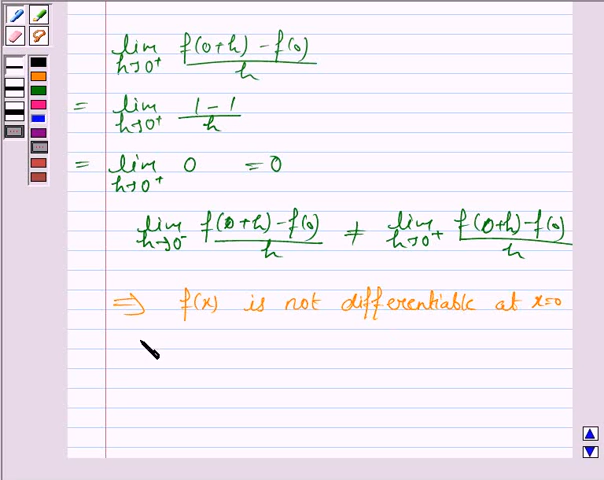 lim h→0⁺ f(0+h) - f(0) / h
= lim h→0⁺ 1 - 1 / h
= lim h→0⁺ 0 = 0
lim h→0⁻ f(0+h) - f(0) / h ≠ lim h→0⁺ f(0+h) - f(0) / h
⇒ f(x) is not differentiable at x=0